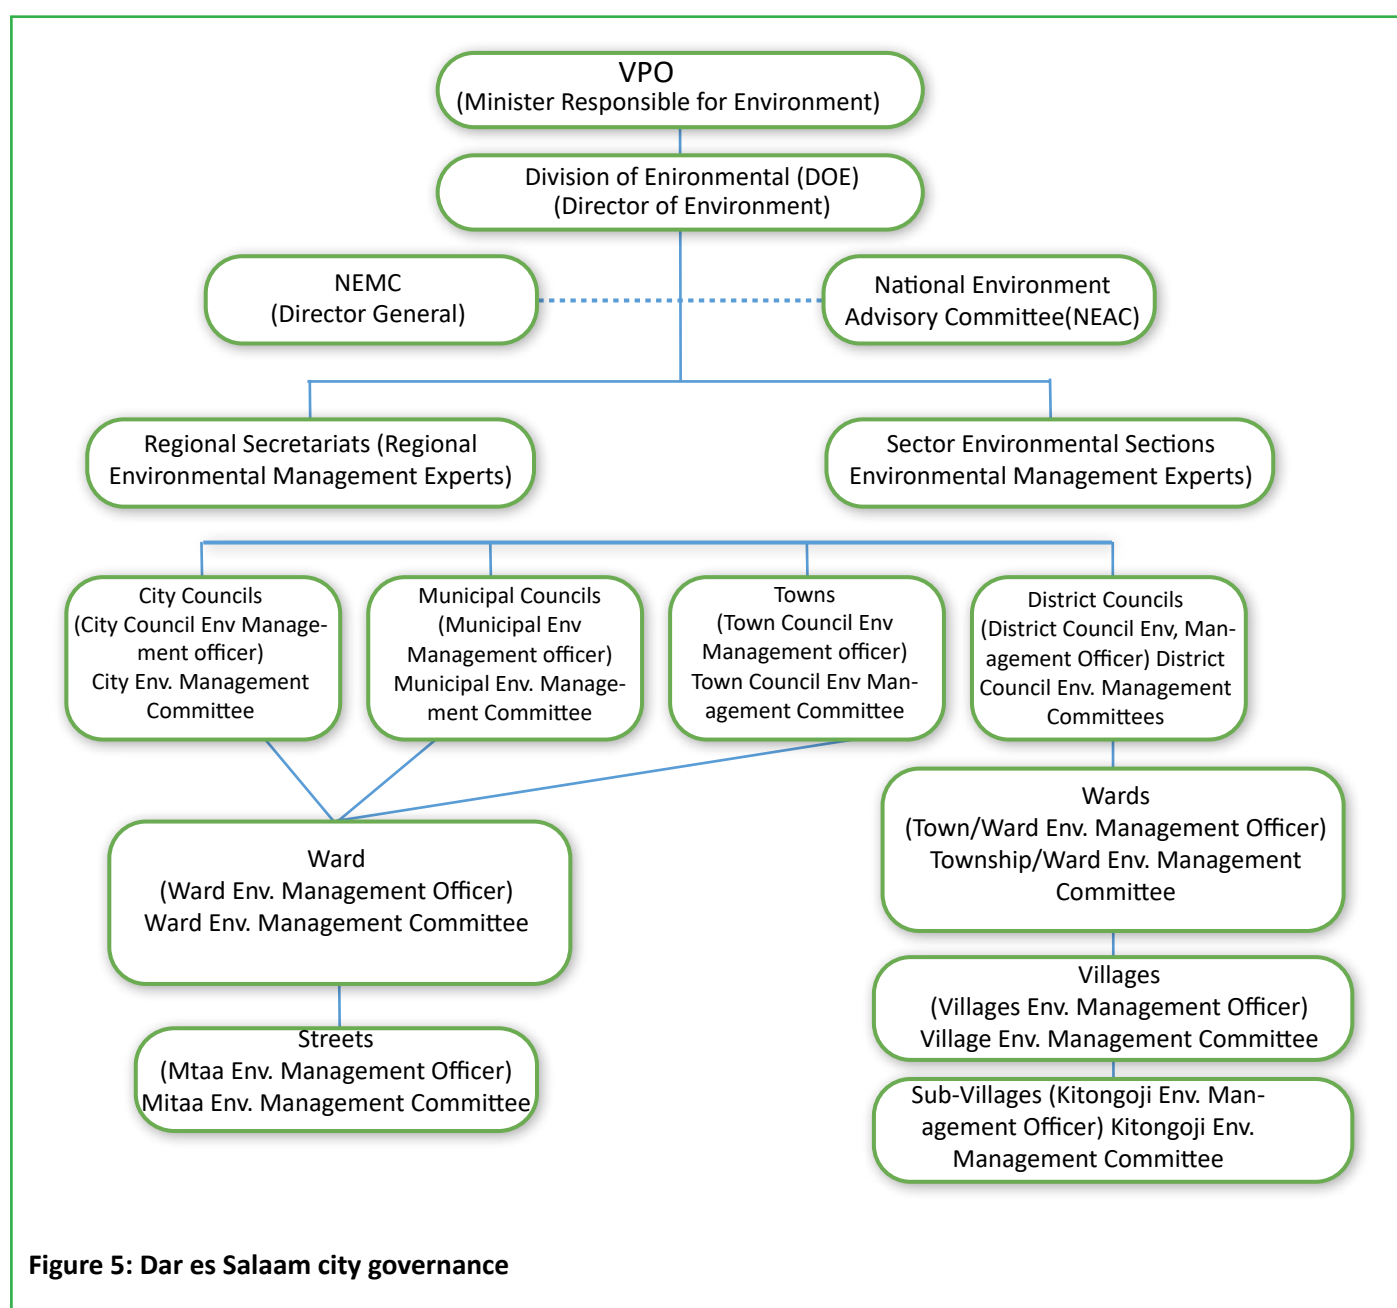 VPO
(Minister Responsible for Environment)
Division of Enironmental (DOE)
(Director of Environment)
NEMC
(Director General)
National Environment
Advisory Committee(NEAC)
Regional Secretariats (Regional
Environmental Management Experts)
Sector Environmental Sections
Environmental Management Experts)
City Councils
(City Council Env Manage-
ment officer)
City Env. Management
Committee
Municipal Councils
(Municipal Env
Management officer)
Municipal Env. Manage-
ment Committee
Towns
(Town Council Env
Management officer)
Town Council Env Man-
agement Committee
District Councils
(District Council Env, Man-
agement Officer) District
Council Env. Management
Committees
Ward
(Ward Env. Management Officer)
Ward Env. Management Committee
Wards
(Town/Ward Env. Management Officer)
Township/Ward Env. Management
Committee
Streets
(Mtaa Env. Management Officer)
Mitaa Env. Management Committee
Villages
(Villages Env. Management Officer)
Village Env. Management Committee
Sub-Villages (Kitongoji Env. Man-
agement Officer) Kitongoji Env.
Management Committee
Figure 5: Dar es Salaam city governance